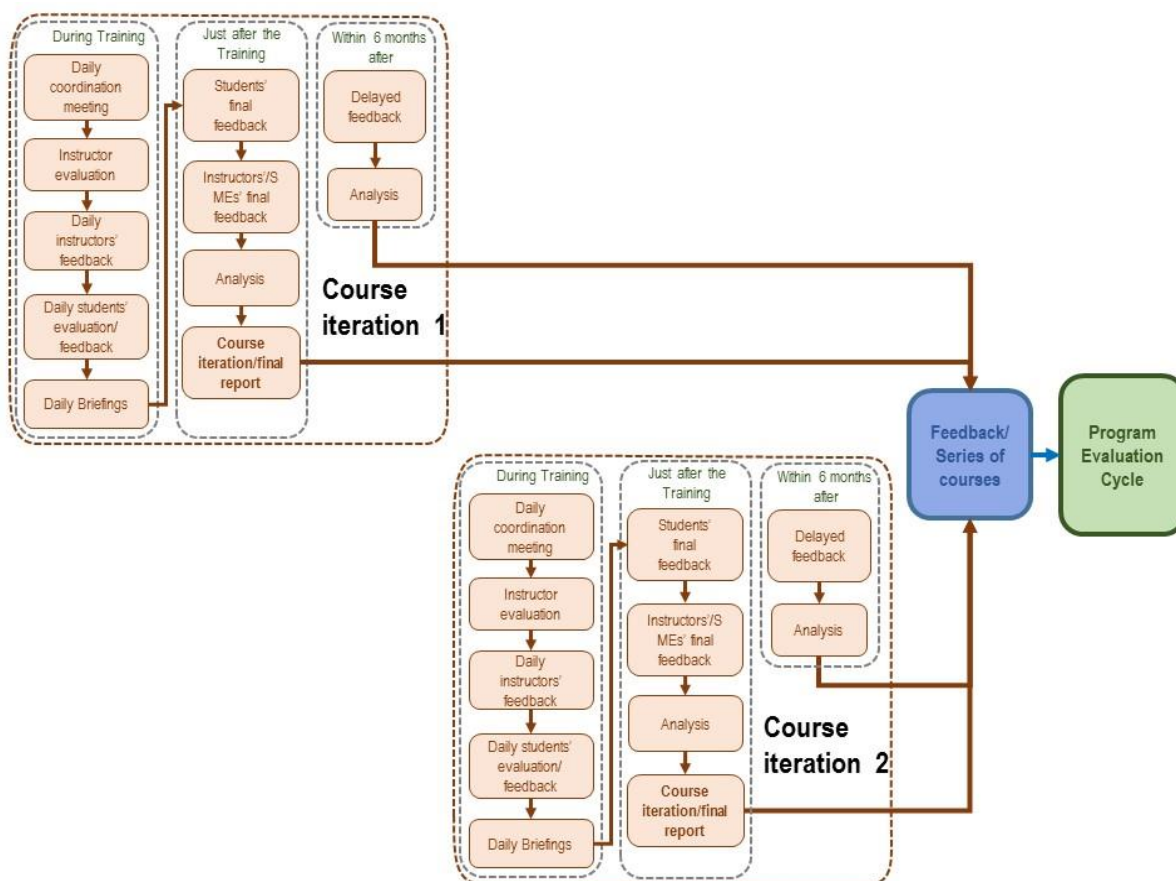 During Training
Daily
coordination
meeting
Instructor
evaluation
Daily
instructors'
feedback
Daily students'
evaluation/
feedback
Daily Briefings
Just after the
Training
Students'
final
feedback
Instructors'/S
MEs' final
feedback
Analysis
Course
iteration/final
report
Within 6 months
after
Delayed
feedback
Analysis
Course
iteration 1
During Training
Daily
coordination
meeting
Instructor
evaluation
Daily
instructors'
feedback
Daily students'
evaluation/
feedback
Daily Briefings
Just after the
Training
Students'
final
feedback
Instructors'/S
MEs' final
feedback
Analysis
Course
iteration/final
report
Within 6 months
after
Delayed
feedback
Analysis
Course
iteration 2
Feedback/
Series of
courses
Program
Evaluation
Cycle